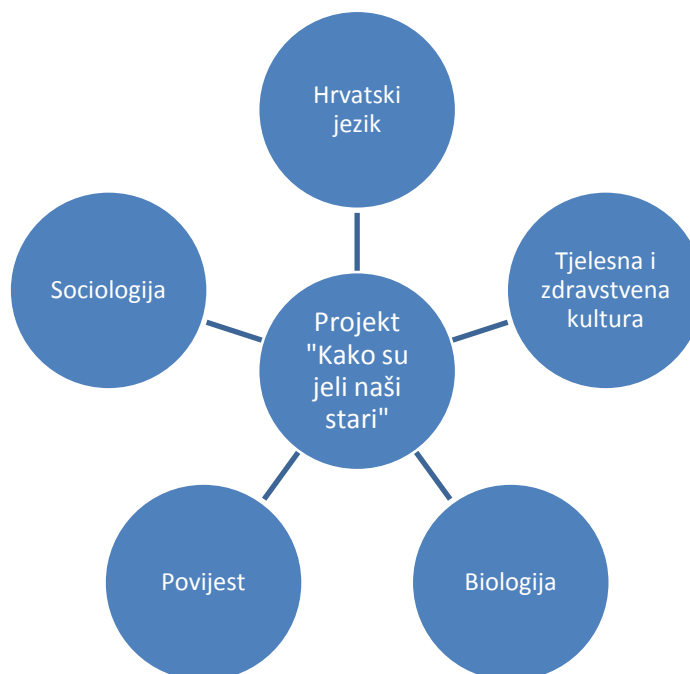 Hrvatski
jezik
Tjelesna i
zdravstvena
kultura
Biologija
Povijest
Sociologija
Projekt
"Kako su
jeli naši
stari"